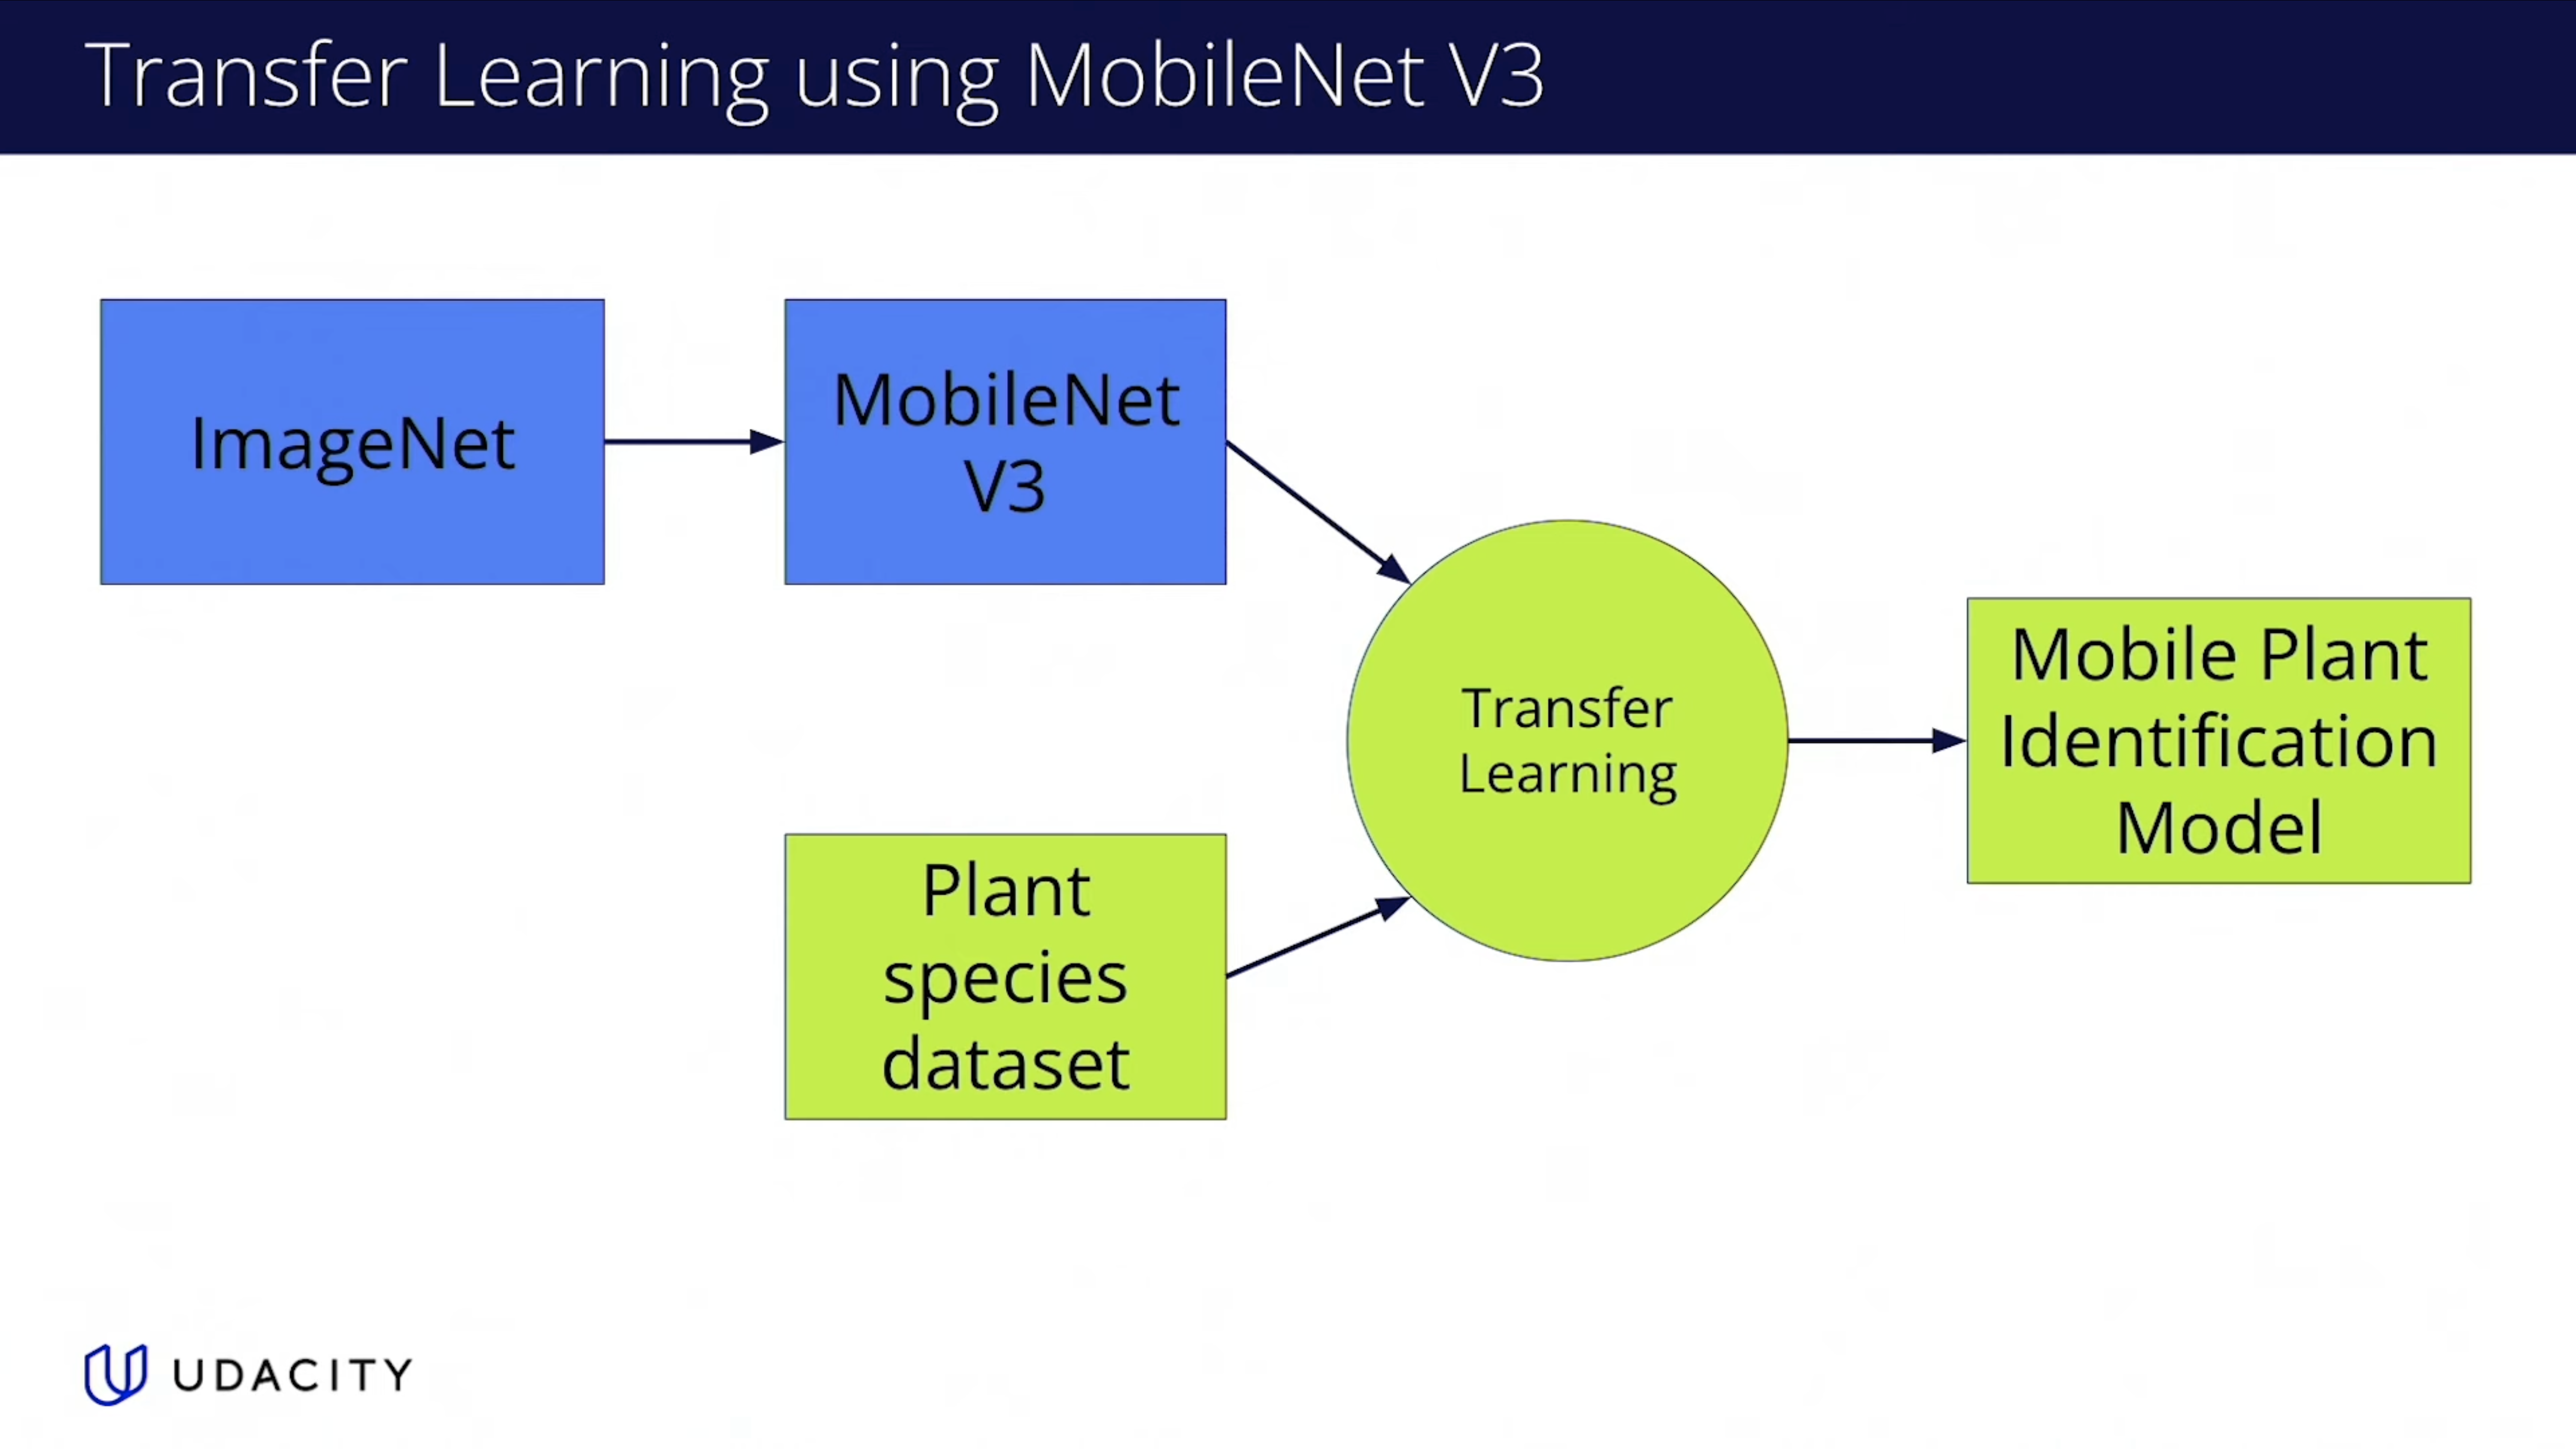 Transfer Learning using MobileNet V3
ImageNet
MobileNet
V3
Transfer
Learning
Mobile Plant
Identification
Model
Plant
species
dataset
UDACITY